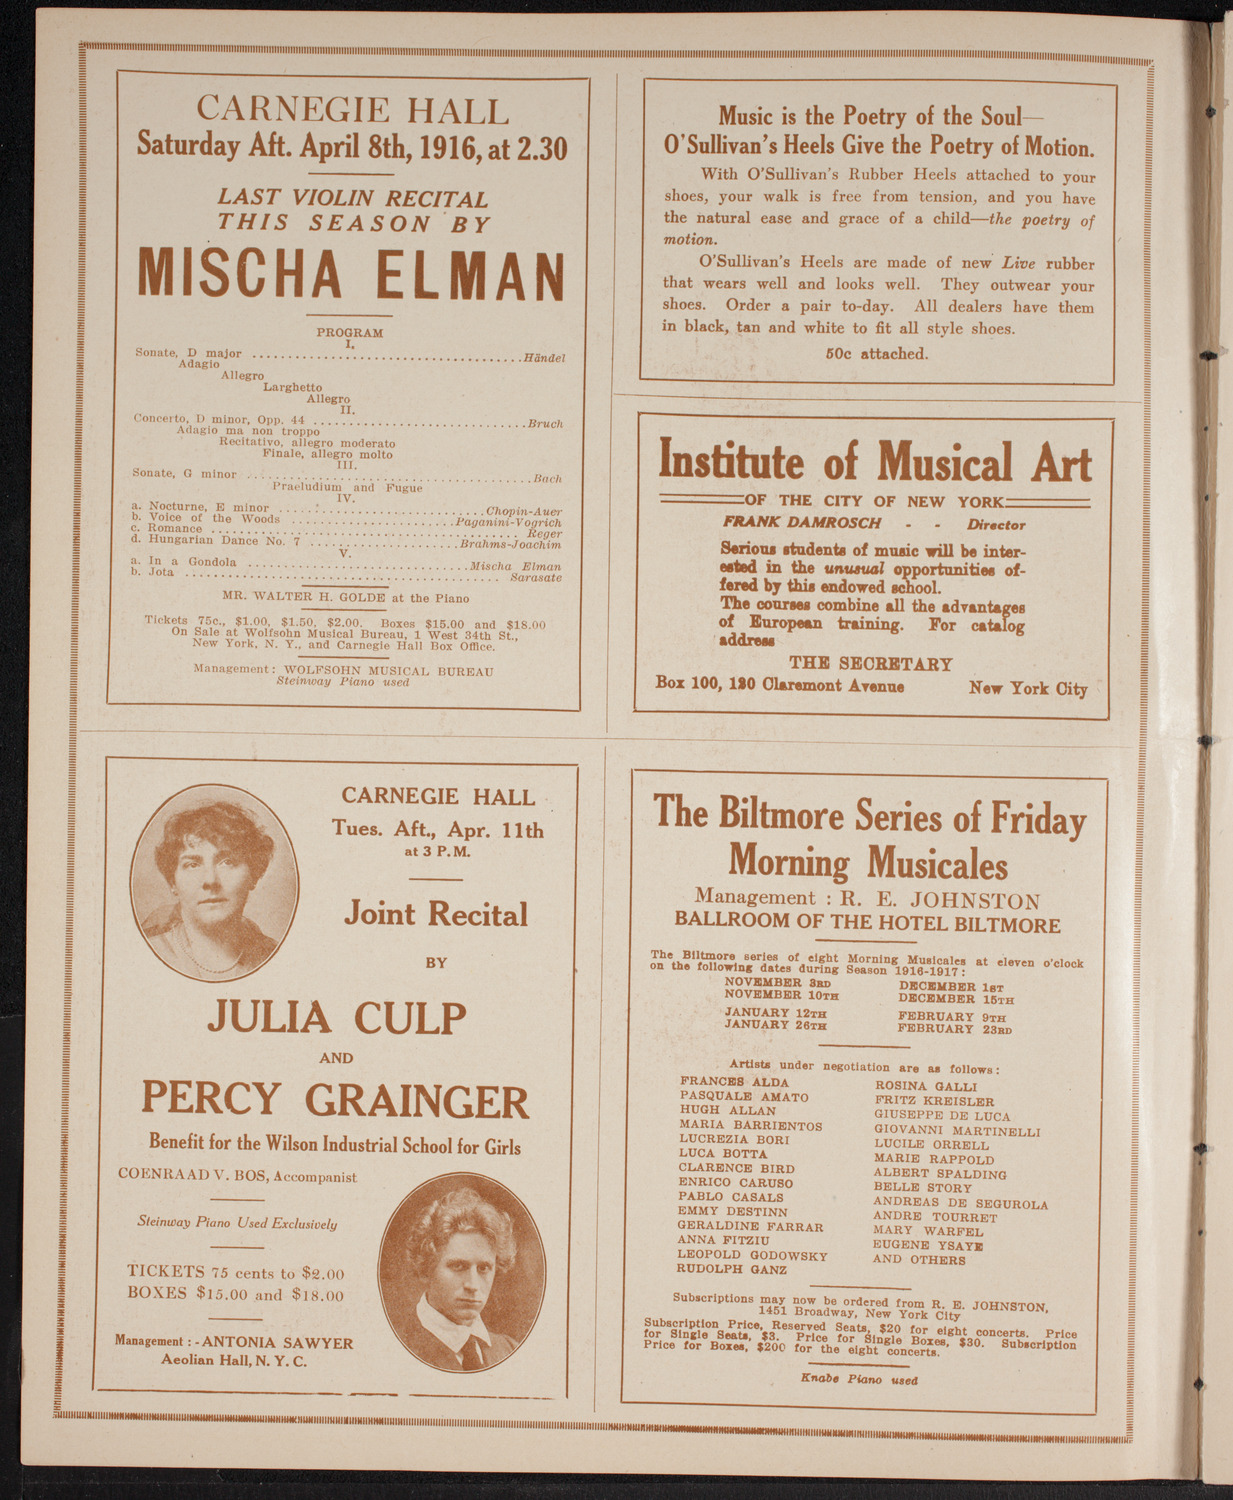 CARNEGIE HALL
Saturday Aft. April 8th, 1916, at 2.30
LAST VIOLIN RECITAL
THIS SEASON BY
MISCHA ELMAN
PROGRAM
I.
Sonate, D major ...................................Händel
Adagio
Allegro
Larghetto
Allegro
II.
Concerto, D minor, Opp. 44 ...............................Bruch
Adagio ma non troppo
Recitativo, allegro moderato
Finale, allegro molto
III.
Sonate, G minor .....................................Bach
Praeludium and Fugue
IV.
a. Nocturne, E minor .............................Chopin-Auer
b. Voice of the Woods .....................Paganini-Vogrich
c. Romance ............................................ Reger
d. Hungarian Dance No. 7 .....................Brahms-Joachim
V.
a. In a Gondola ...............................Mischa Elman
b. Jota ............................................. Sarasate
MR. WALTER H. GOLDE at the Piano
Tickets 75c., $1.00, $1.50, $2.00. Boxes $15.00 and $18.00
On Sale at Wolfsohn Musical Bureau, 1 West 34th St.,
New York, N. Y., and Carnegie Hall Box Office.
Management: WOLFSOHN MUSICAL BUREAU
Steinway Piano used
Music is the Poetry of the Soul—
O'Sullivan's Heels Give the Poetry of Motion.
With O'Sullivan's Rubber Heels attached to your
shoes, your walk is free from tension, and you have
the natural ease and grace of a child—the poetry of
motion.
O'Sullivan's Heels are made of new Live rubber
that wears well and looks well. They outwear your
shoes. Order a pair to-day. All dealers have them
in black, tan and white to fit all style shoes.
50c attached.
Institute of Musical Art
OF THE CITY OF NEW YORK
FRANK DAMROSCH - - Director
Serious students of music will be inter-
ested in the unusual opportunities of-
fered by this endowed school.
The courses combine all the advantages
of European training. For catalog
address
THE SECRETARY
Box 100, 120 Claremont Avenue New York City
CARNEGIE HALL
Tues. Aft., Apr. 11th
at 3 P.M.
Joint Recital
BY
JULIA CULP
AND
PERCY GRAINGER
Benefit for the Wilson Industrial School for Girls
COENRAAD V. BOS, Accompanist
Steinway Piano Used Exclusively
TICKETS 75 cents to $2.00
BOXES $15.00 and $18.00
Management : - ANTONIA SAWYER
Aeolian Hall, N. Y. C.
The Biltmore Series of Friday
Morning Musicales
Management : R. E. JOHNSTON
BALLROOM OF THE HOTEL BILTMORE
The Biltmore series of eight Morning Musicales at eleven o'clock
on the following dates during Season 1916-1917:
NOVEMBER 3RD DECEMBER 1ST
NOVEMBER 10TH DECEMBER 15TH
JANUARY 12TH FEBRUARY 9TH
JANUARY 26TH FEBRUARY 23RD
Artists under negotiation are as follows:
FRANCES ALDA
PASQUALE AMATO
HUGH ALLAN
MARIA BARRIENTOS
LUCREZIA BORI
LUCA BOTTA
CLARENCE BIRD
ENRICO CARUSO
PABLO CASALS
EMMY DESTINN
GERALDINE FARRAR
ANNA FITZIU
LEOPOLD GODOWSKY
RUDOLPH GANZ
ROSINA GALLI
FRITZ KREISLER
GIUSEPPE DE LUCA
GIOVANNI MARTINELLI
LUCILE ORRELL
MARIE RAPPOLD
ALBERT SPALDING
BELLE STORY
ANDREAS DE SEGUROLA
ANDRE TOURRET
MARY WARFEL
EUGENE YSAYE
AND OTHERS
Subscriptions may now be ordered from R. E. JOHNSTON,
1451 Broadway, New York City
Subscription Price, Reserved Seats, $20 for eight concerts. Price
for Single Seats, $3. Price for Single Boxes, $30. Subscription
Price for Boxes, $200 for the eight concerts.
Knabe Piano used